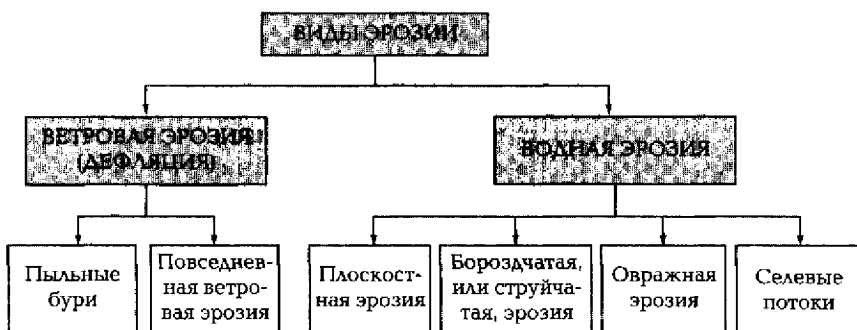 ВИДЫ ЭРОЗИИ
ВЕТРОВАЯ ЭРОЗИЯ
(ДЕФЛЯЦИЯ)
ВОДНАЯ ЭРОЗИЯ
Пыльные
бури
Повседнев-
ная ветро-
вая эрозия
Плоскост-
ная эрозия
Бороздчатая,
или струйча-
тая, эрозия
Овражная
эрозия
Селевые
потоки